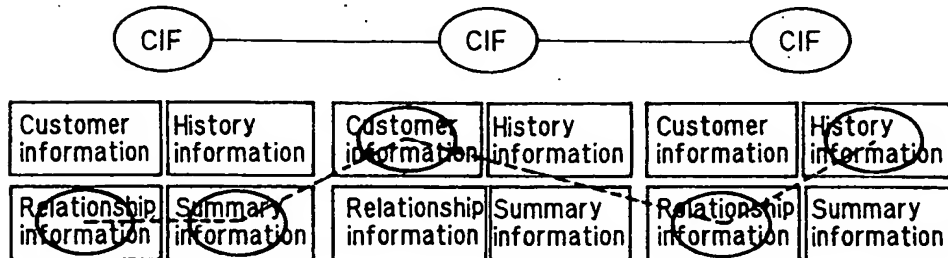 CIF
CIF
CIF
Customer
information
History
information
Customer
information
History
information
Customer
information
History
information
Relationship
information
Summary
information
Relationship
information
Summary
information
Relationship
information
Summary
information